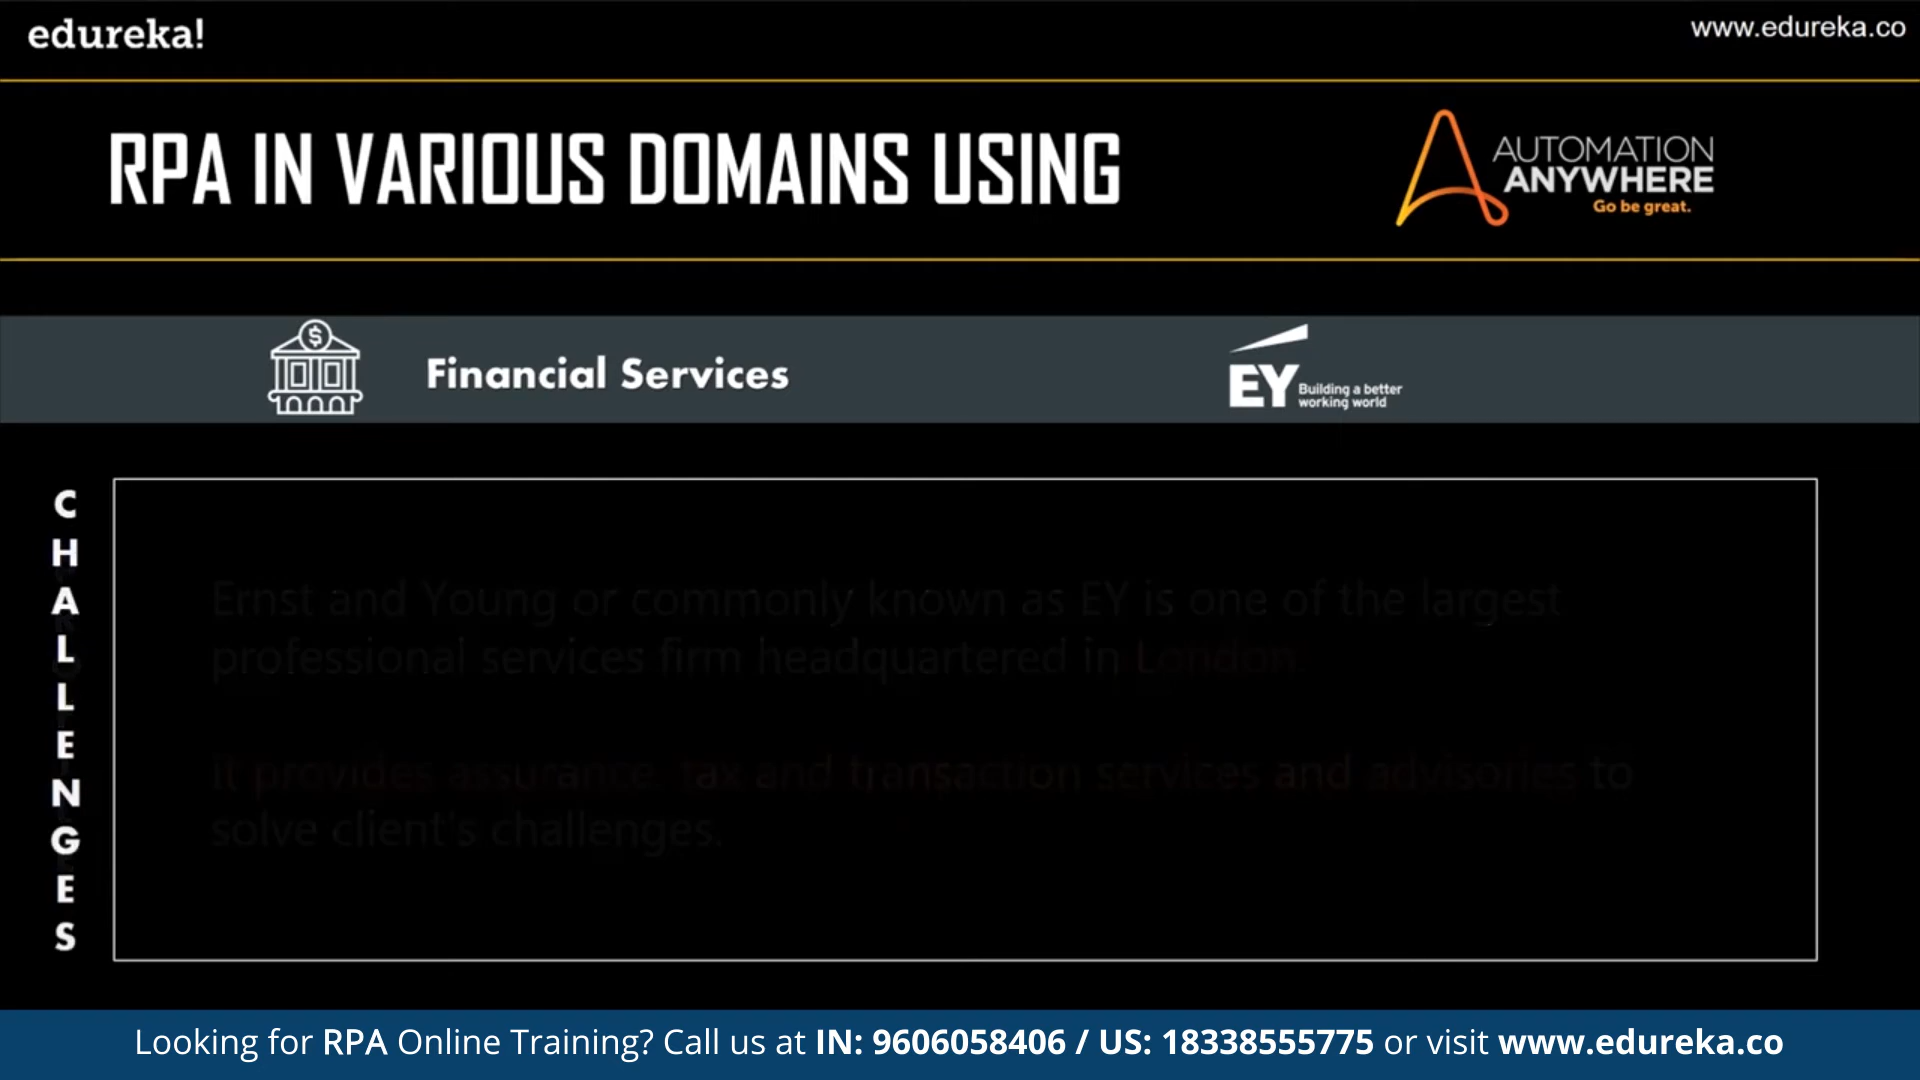 edureka!
www.edureka.co
RPA IN VARIOUS DOMAINS USING
AUTOMATION
ANYWHERE
Go be great.
Financial Services
EY Building a better
working world
CHALLENGES
Ernst and Young or commonly known as EY is one of the largest
professional services firm headquartered in London
it provides assurance, tax and transaction services and advisories to
solve client's challenges.
Looking for RPA Online Training? Call us at IN: 9606058406 / US: 18338555775 or visit www.edureka.co